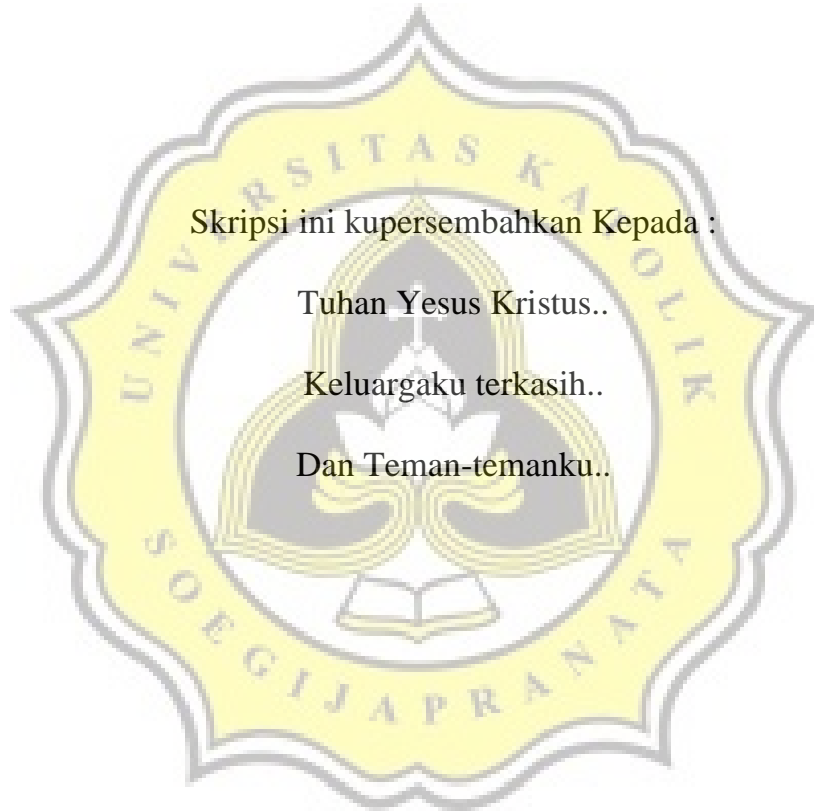 UNIVERSITAS KATOLIK
Skripsi ini kupersembahkan Kepada :
Tuhan Yesus Kristus..
Keluargaku terkasih..
Dan Teman-temanku..
SOEGIJAPRANATA